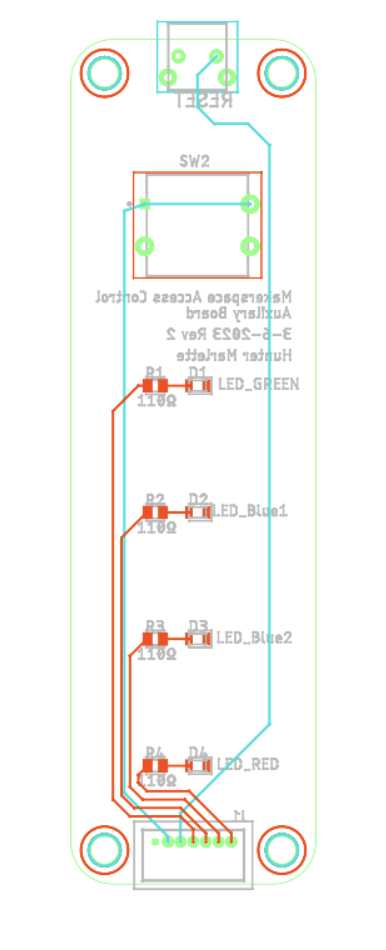 RESET
SW2
Makerspace Access Control
Auxilary Board
3-6-2023 Rev 2
Hunter Marlette
R1 D1 LED_GREEN
110Ω
R2 D2 LED_Blue1
110Ω
R3 D3 LED_Blue2
110Ω
R4 D4 LED_RED
110Ω
J1